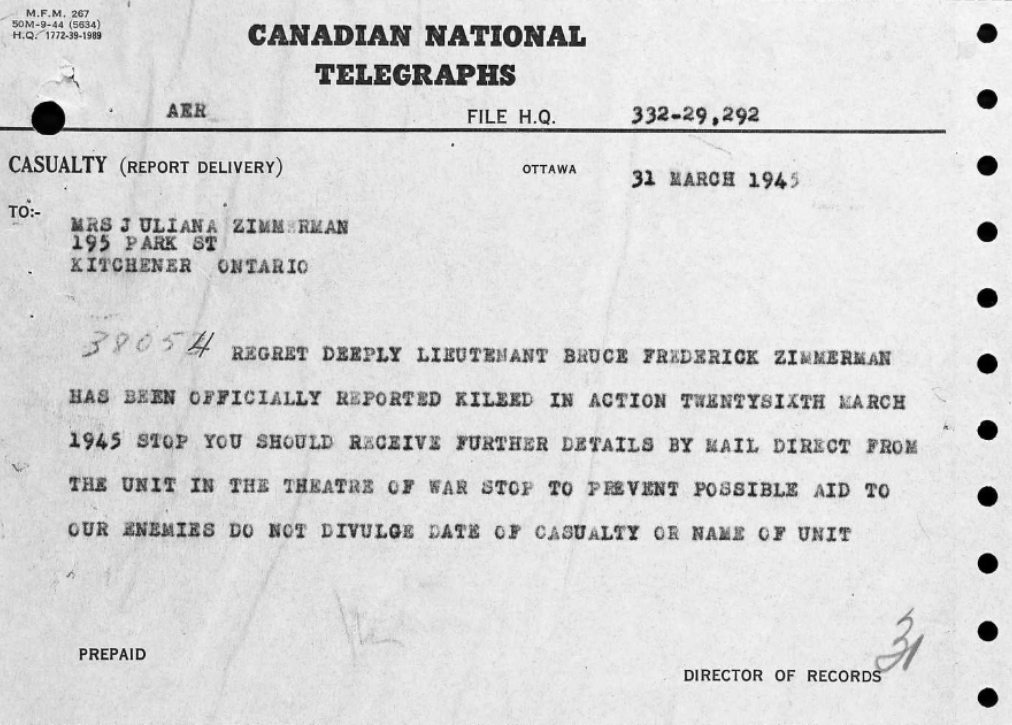 M.F.M. 267
50M-9-44 (5634)
H.Q. 1772-39-1989
CANADIAN NATIONAL
TELEGRAPHS
AER FILE H.Q. 332-29,292
CASUALTY (REPORT DELIVERY) OTTAWA 31 MARCH 1945
TO:-
MRS J ULIANA ZIMMERMAN
195 PARK ST
KITCHENER ONTARIO
38054 REGRET DEEPLY LIEUTENANT BRUCE FREDERICK ZIMMERMAN
HAS BEEN OFFICIALLY REPORTED KILEED IN ACTION TWENTYSIXTH MARCH
1945 STOP YOU SHOULD RECEIVE FURTHER DETAILS BY MAIL DIRECT FROM
THE UNIT IN THE THEATRE OF WAR STOP TO PREVENT POSSIBLE AID TO
OUR ENEMIES DO NOT DIVULGE DATE OF CASUALTY OR NAME OF UNIT
PREPAID
31
DIRECTOR OF RECORDS